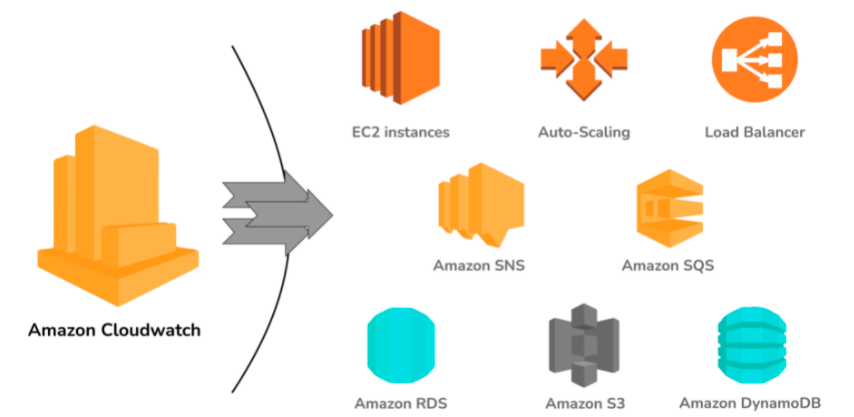 EC2 instances
Auto-Scaling
Load Balancer
Amazon SNS
Amazon SQS
Amazon Cloudwatch
Amazon RDS
Amazon S3
Amazon DynamoDB